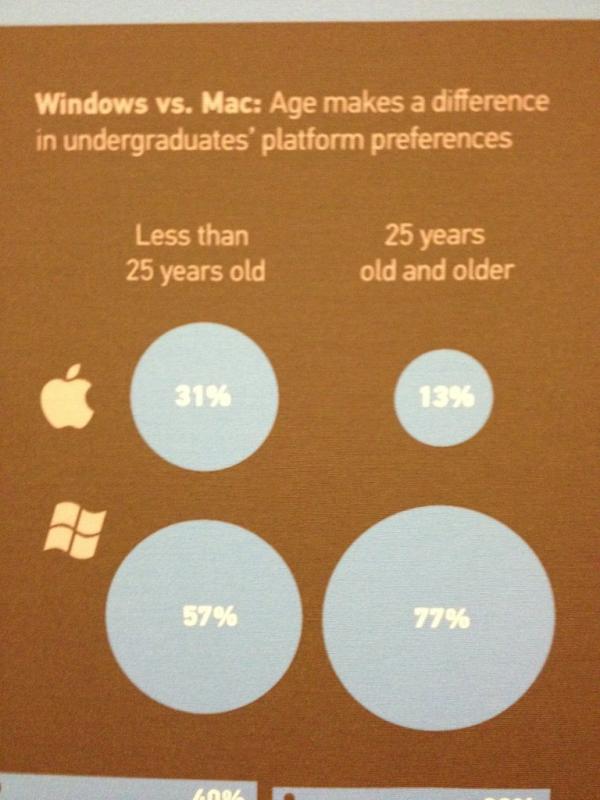 Windows vs. Mac: Age makes a difference
in undergraduates' platform preferences
Less than
25 years old
25 years
old and older
31%
13%
57%
77%
40%